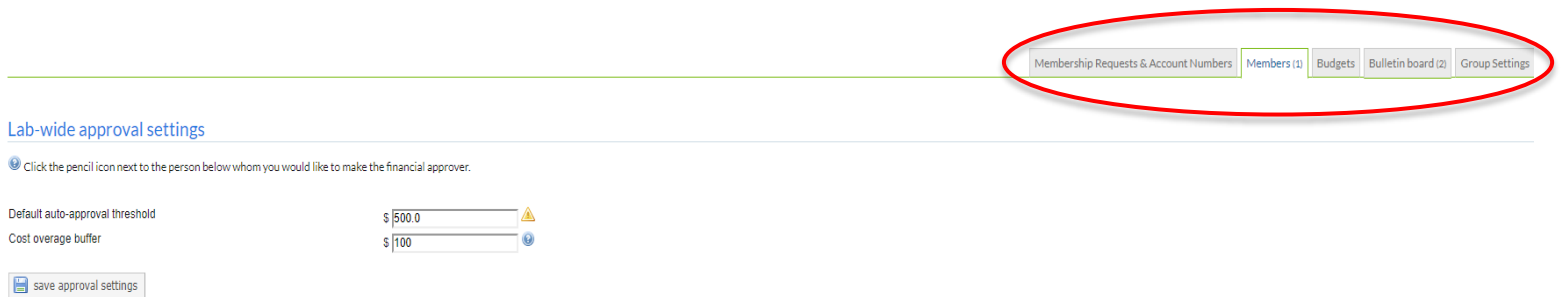 Membership Requests & Account Numbers Members (1) Budgets Bulletin board (2) Group Settings
Lab-wide approval settings
Click the pencil icon next to the person below whom you would like to make the financial approver.
Default auto-approval threshold $ 500.0
Cost overage buffer $ 100
save approval settings